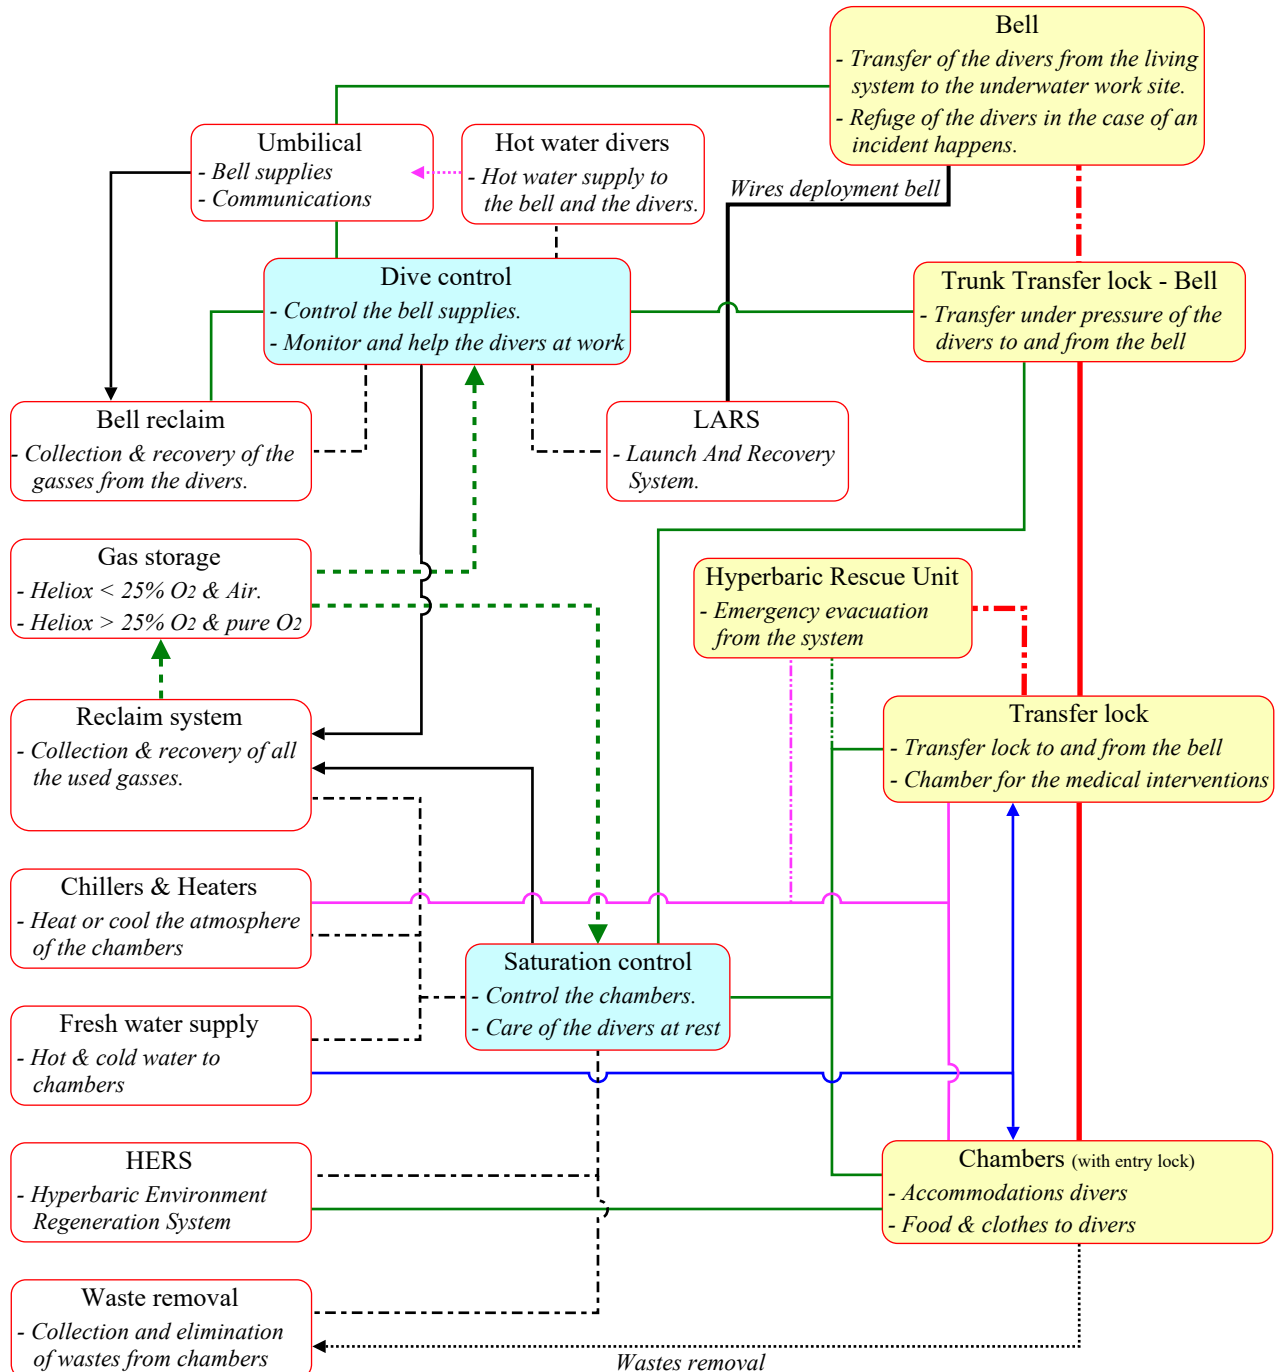 Bell
- Transfer of the divers from the living
system to the underwater work site.
- Refuge of the divers in the case of an
incident happens.
Umbilical
- Bell supplies
- Communications
Hot water divers
- Hot water supply to
the bell and the divers.
Wires deployment bell
Dive control
- Control the bell supplies.
- Monitor and help the divers at work
Trunk Transfer lock - Bell
- Transfer under pressure of the
divers to and from the bell
Bell reclaim
- Collection & recovery of the
gasses from the divers.
LARS
- Launch And Recovery
System.
Gas storage
- Heliox < 25% O2 & Air.
- Heliox > 25% O2 & pure O2
Hyperbaric Rescue Unit
- Emergency evacuation
from the system
Reclaim system
- Collection & recovery of all
the used gasses.
Transfer lock
- Transfer lock to and from the bell
- Chamber for the medical interventions
Chillers & Heaters
- Heat or cool the atmosphere
of the chambers
Saturation control
- Control the chambers.
- Care of the divers at rest
Fresh water supply
- Hot & cold water to
chambers
HERS
- Hyperbaric Environment
Regeneration System
Chambers (with entry lock)
- Accommodations divers
- Food & clothes to divers
Waste removal
- Collection and elimination
of wastes from chambers
Wastes removal